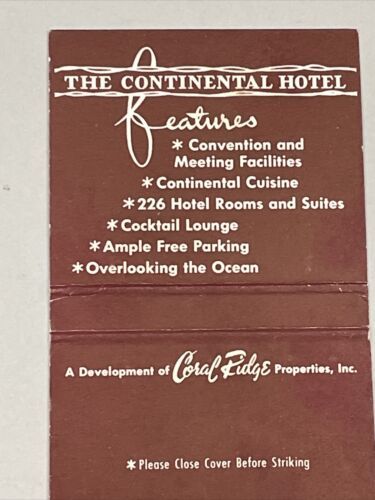 THE CONTINENTAL HOTEL
features
* Convention and
Meeting Facilities
* Continental Cuisine
* 226 Hotel Rooms and Suites
* Cocktail Lounge
* Ample Free Parking
* Overlooking the Ocean
A Development of Coral Ridge Properties, Inc.
* Please Close Cover Before Striking